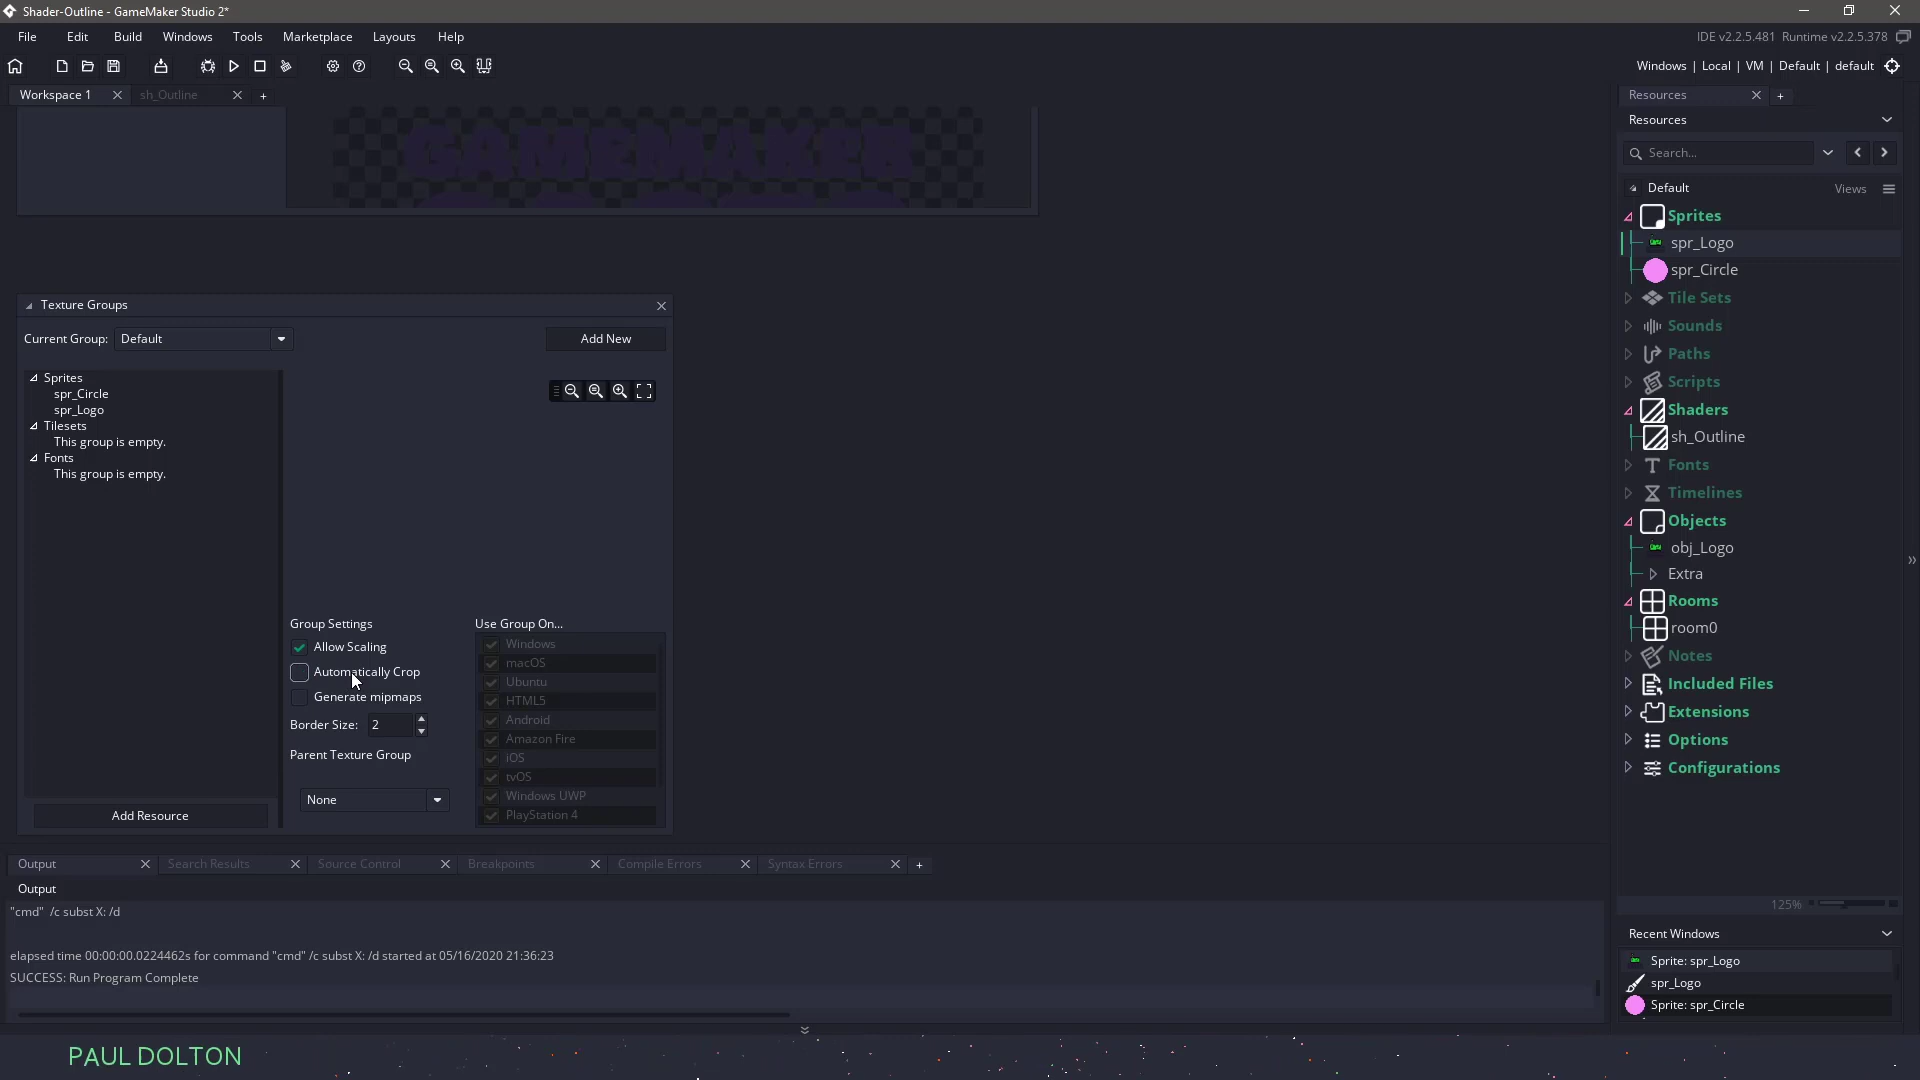 Shader-Outline - GameMaker Studio 2*
File Edit Build Windows Tools Marketplace Layouts Help
IDE v2.2.5.481 Runtime v2.2.5.378
Windows | Local | VM | Default | default
Workspace 1
sh_Outline
+
GAMEMAKER
Texture Groups
Current Group: Default
Add New
Sprites
spr_Circle
spr_Logo
Tilesets
This group is empty.
Fonts
This group is empty.
Add Resource
Group Settings
Allow Scaling
Automatically Crop
Generate mipmaps
Border Size: 2
Parent Texture Group
None
Use Group On...
Windows
macOS
Ubuntu
HTML5
Android
Amazon Fire
iOS
tvOS
Windows UWP
PlayStation 4
Output
Search Results
Source Control
Breakpoints
Compile Errors
Syntax Errors
+
Output
"cmd" /c subst X: /d
elapsed time 00:00:00.0224462s for command "cmd" /c subst X: /d started at 05/16/2020 21:36:23
SUCCESS: Run Program Complete
Resources
+
Resources
Search...
Default
Views
Sprites
spr_Logo
spr_Circle
Tile Sets
Sounds
Paths
Scripts
Shaders
sh_Outline
Fonts
Timelines
Objects
obj_Logo
Extra
Rooms
room0
Notes
Included Files
Extensions
Options
Configurations
125%
Recent Windows
Sprite: spr_Logo
spr_Logo
Sprite: spr_Circle
PAUL DOLTON